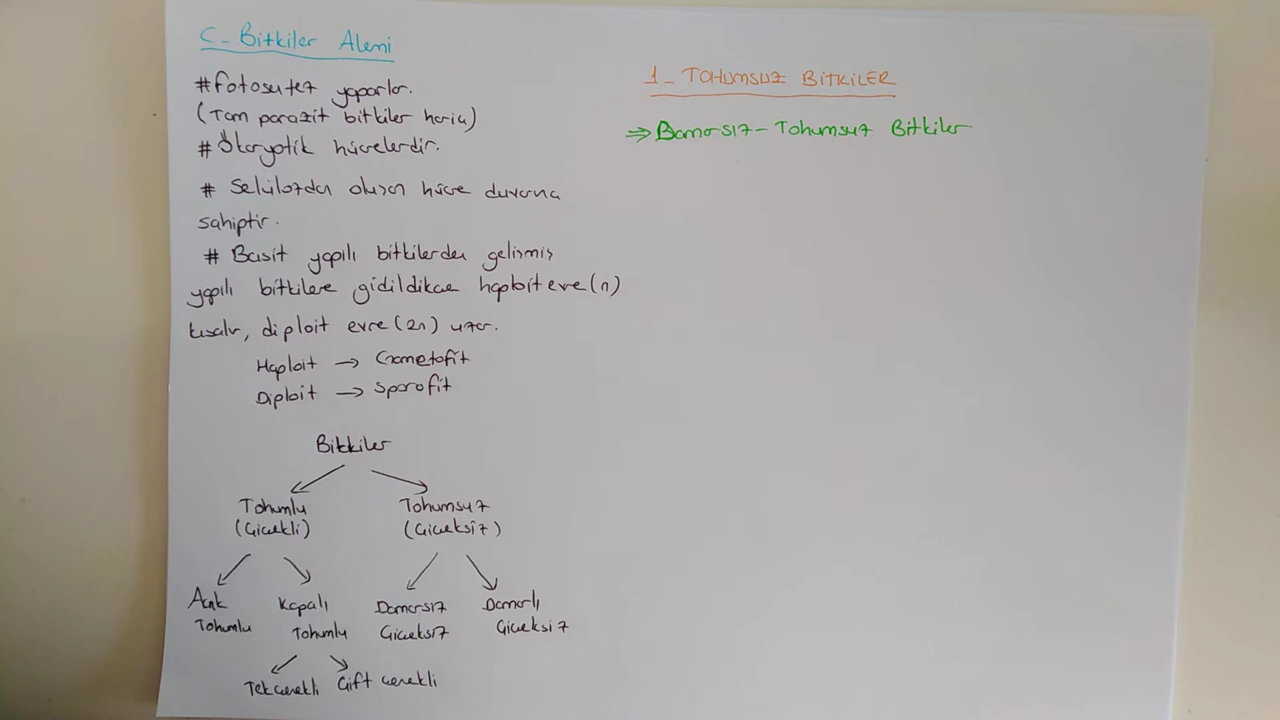 C- Bitkiler Alemi
# Fotosentez yaparlar.
(Tam parazit bitkiler hariç)
# Ökaryotik hücrelerdir.
# Selülozdan oluşan hücre duvarına
sahiptir.
# Basit yapılı bitkilerden gelişmiş
yapılı bitkilere gidildikçe haploit evre (n)
kısalır, diploit evre (2n) uzar.
Haploit → Gametofit
Diploit → Sporofit
Bitkiler
Tohumlu Tohumsuz
(Çiçekli) (Çiçeksiz)
Açık Kapalı Damarsız Damarlı
Tohumlu Tohumlu Çiçeksiz Çiçeksiz
Tek çenekli Çift çenekli
1- TOHUMSUZ BİTKİLER
⇒ Damarsız - Tohumsuz Bitkiler